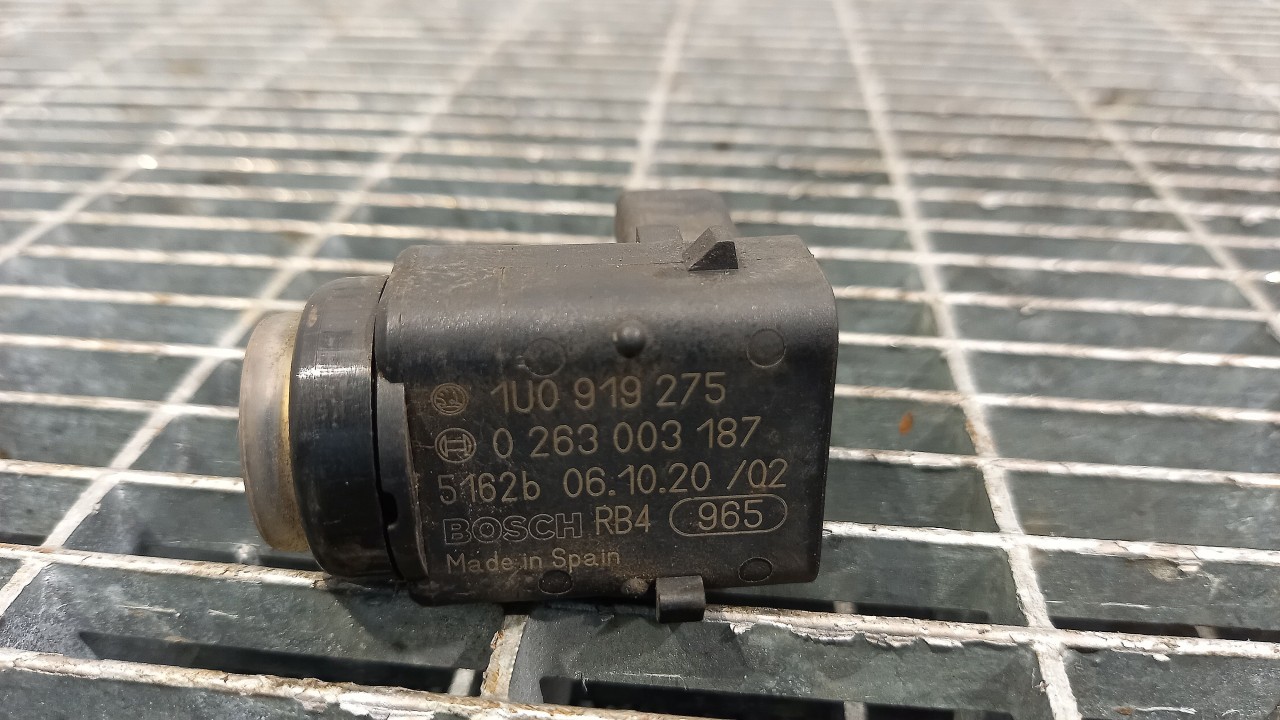 1U0 919 275
0 263 003 187
5162b 06.10.20 /02
BOSCH RB4 965
Made in Spain